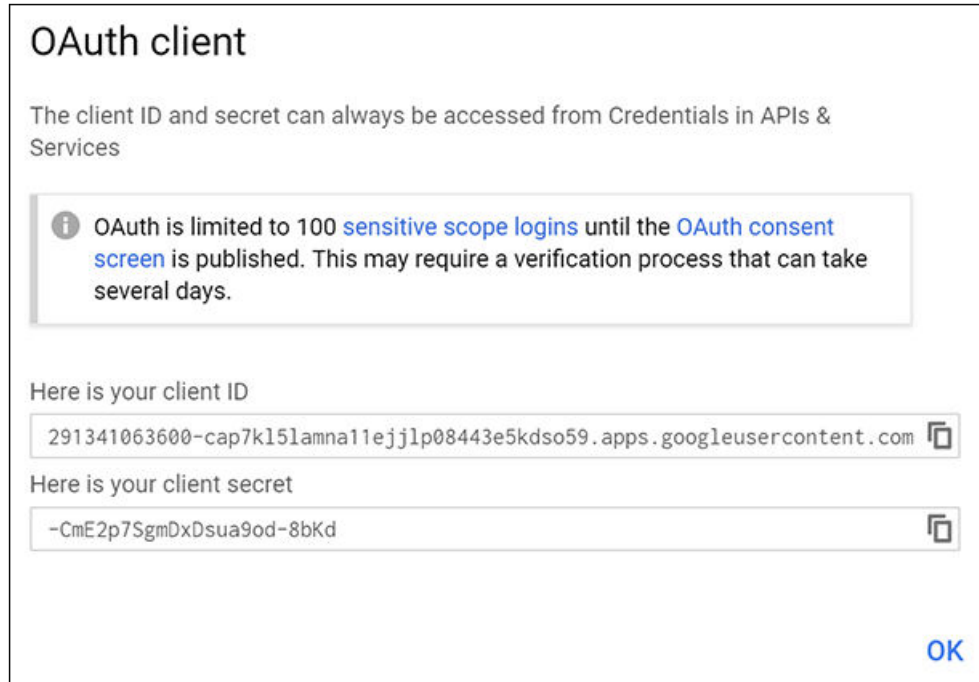 OAuth client
The client ID and secret can always be accessed from Credentials in APIs &
Services
OAuth is limited to 100 sensitive scope logins until the OAuth consent
screen is published. This may require a verification process that can take
several days.
Here is your client ID
291341063600-cap7kl5lamna11ejjlp08443e5kdso59.apps.googleusercontent.com
Here is your client secret
-CmE2p7SgmDxDsua9od-8bKd
OK